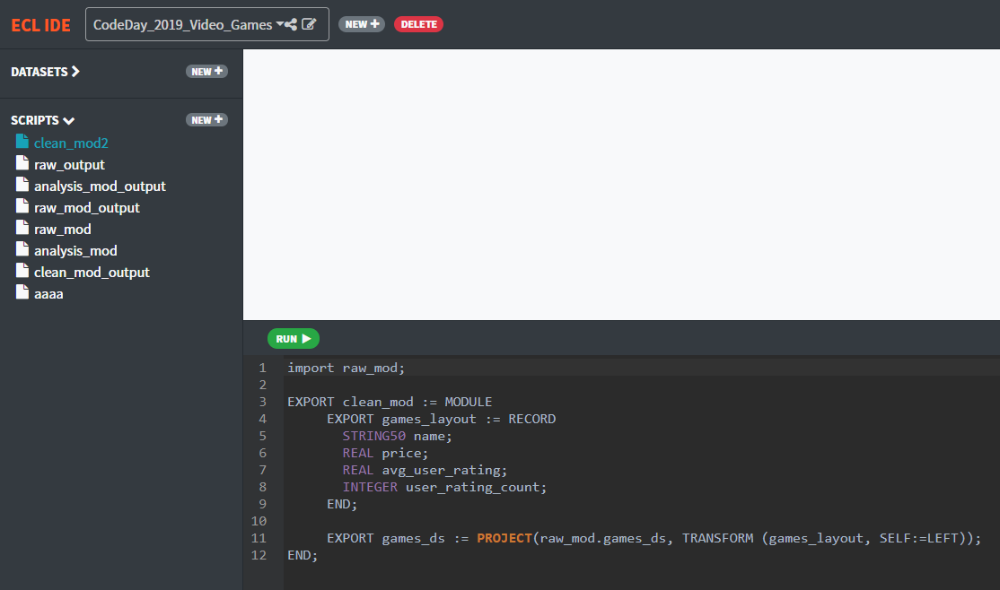 ECL IDE CodeDay_2019_Video_Games NEW DELETE
DATASETS NEW
SCRIPTS NEW
clean_mod2
raw_output
analysis_mod_output
raw_mod_output
raw_mod
analysis_mod
clean_mod_output
aaaa
RUN
1 import raw_mod;
2
3 EXPORT clean_mod := MODULE
4 EXPORT games_layout := RECORD
5 STRING50 name;
6 REAL price;
7 REAL avg_user_rating;
8 INTEGER user_rating_count;
9 END;
10
11 EXPORT games_ds := PROJECT(raw_mod.games_ds, TRANSFORM (games_layout, SELF:=LEFT));
12 END;